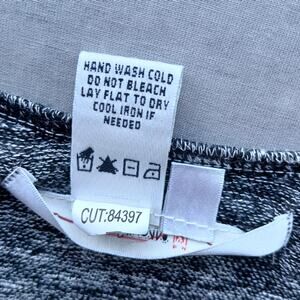 HAND WASH COLD
DO NOT BLEACH
LAY FLAT TO DRY
COOL IRON IF
NEEDED
CUT:84397